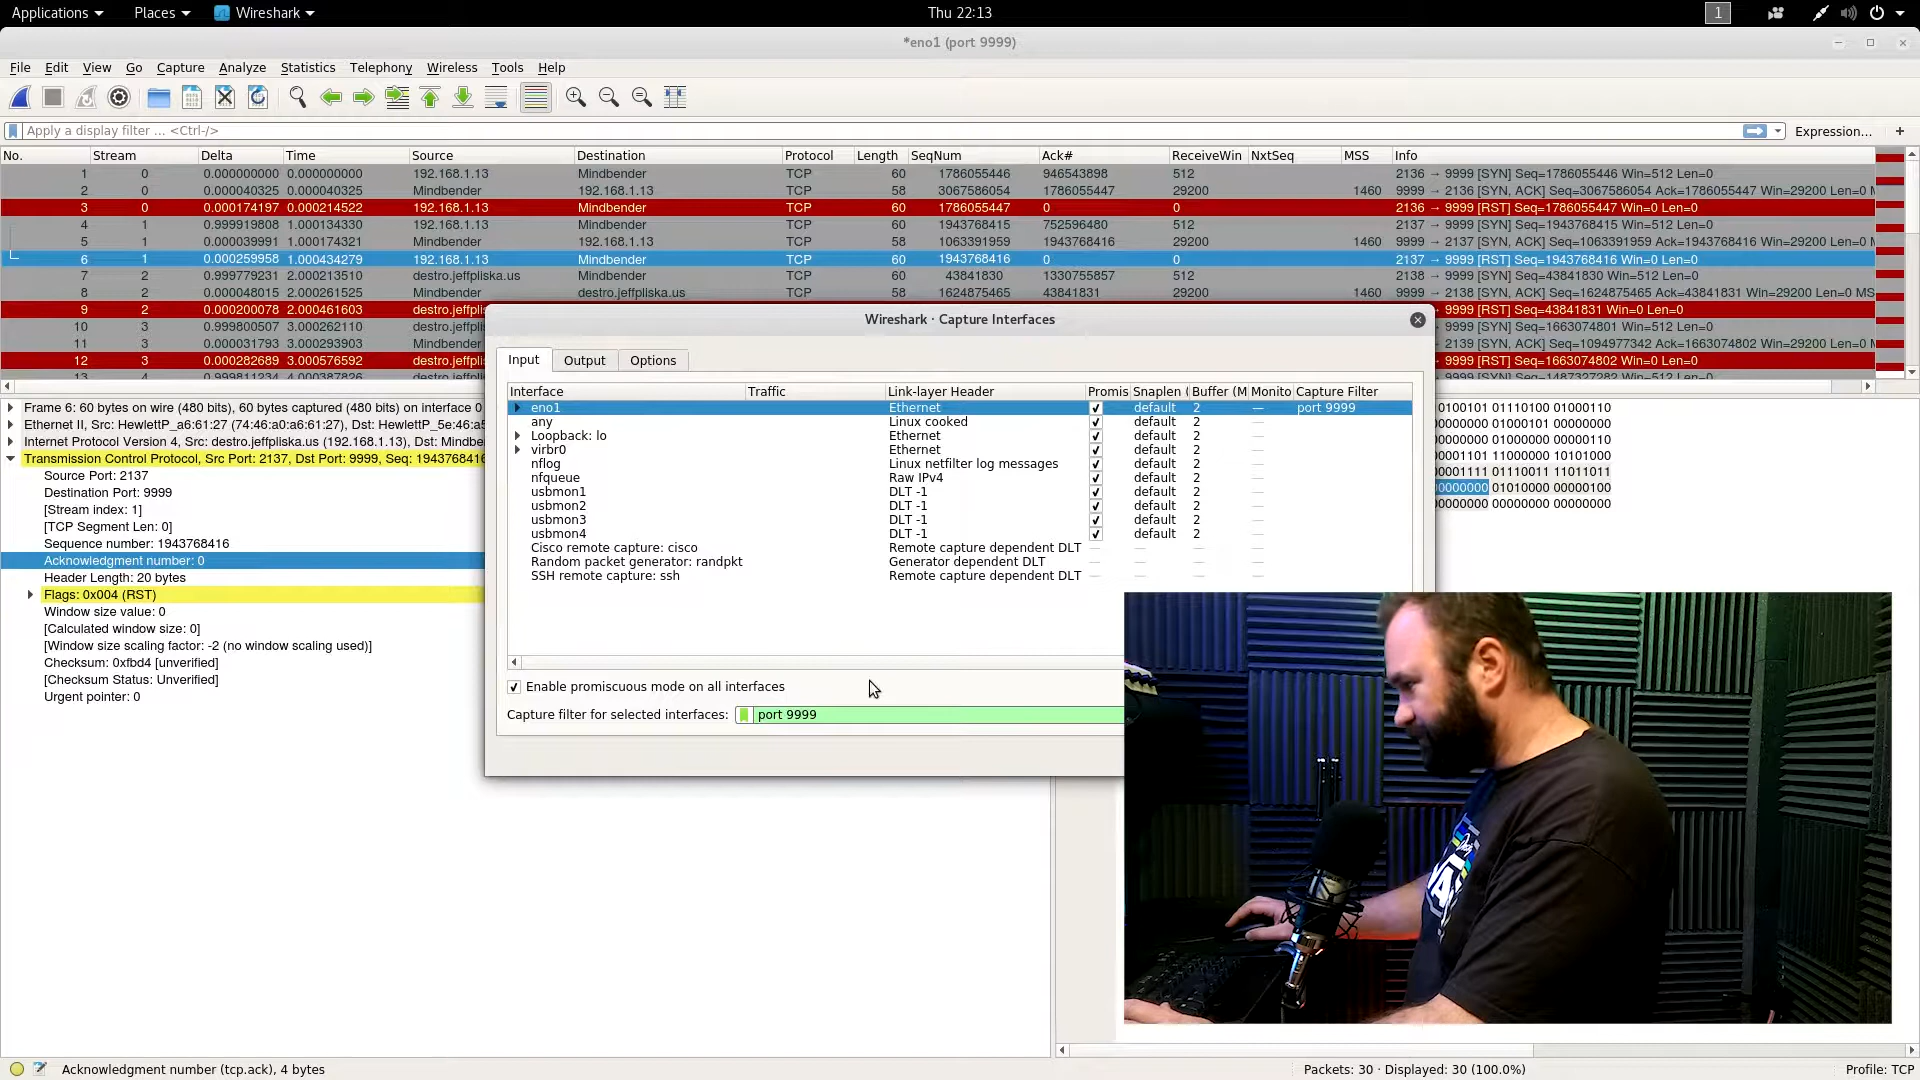 Applications Places Wireshark Thu 22:13 1
*eno1 (port 9999)
File Edit View Go Capture Analyze Statistics Telephony Wireless Tools Help
Apply a display filter ... <Ctrl-/> Expression... +
No. Stream Delta Time Source Destination Protocol Length SeqNum Ack# ReceiveWin NxtSeq MSS Info
1 0 0.000000000 0.000000000 192.168.1.13 Mindbender TCP 60 1786055446 946543898 512 2136 → 9999 [SYN] Seq=1786055446 Win=512 Len=0
2 0 0.000040325 0.000040325 Mindbender 192.168.1.13 TCP 58 3067586054 1786055447 29200 1460 9999 → 2136 [SYN, ACK] Seq=3067586054 Ack=1786055447 Win=29200 Len=0 M
3 0 0.000174197 0.000214522 192.168.1.13 Mindbender TCP 60 1786055447 0 0 2136 → 9999 [RST] Seq=1786055447 Win=0 Len=0
4 1 0.999919808 1.000134330 192.168.1.13 Mindbender TCP 60 1943768415 752596480 512 2137 → 9999 [SYN] Seq=1943768415 Win=512 Len=0
5 1 0.000039991 1.000174321 Mindbender 192.168.1.13 TCP 58 1063391959 1943768416 29200 1460 9999 → 2137 [SYN, ACK] Seq=1063391959 Ack=1943768416 Win=29200 Len=0 M
6 1 0.000259958 1.000434279 192.168.1.13 Mindbender TCP 60 1943768416 0 0 2137 → 9999 [RST] Seq=1943768416 Win=0 Len=0
7 2 0.999779231 2.000213510 destro.jeffpliska.us Mindbender TCP 60 43841830 1330755857 512 2138 → 9999 [SYN] Seq=43841830 Win=512 Len=0
8 2 0.000048015 2.000261525 Mindbender destro.jeffpliska.us TCP 58 1624875465 43841831 29200 1460 9999 → 2138 [SYN, ACK] Seq=1624875465 Ack=43841831 Win=29200 Len=0 MS
9 2 0.000200078 2.000461603 destro.jeffpli 9999 [RST] Seq=43841831 Win=0 Len=0
10 3 0.999800507 3.000262110 destro.jeffpli 9999 [SYN] Seq=1663074801 Win=512 Len=0
11 3 0.000031793 3.000293903 Mindbender 2139 [SYN, ACK] Seq=1094977342 Ack=1663074802 Win=29200 Len=0 M
12 3 0.000282689 3.000576592 destro.jeffpli 9999 [RST] Seq=1663074802 Win=0 Len=0
13 4 0.999811234 4.000387826 destro.jeffpli 9999 [SYN] Seq=1487327282 Win=512 Len=0
Wireshark · Capture Interfaces
Input Output Options
Interface Traffic Link-layer Header Promis Snaplen ( Buffer (M Monito Capture Filter
eno1 Ethernet default 2 — port 9999
any Linux cooked default 2 —
Loopback: lo Ethernet default 2 —
virbr0 Ethernet default 2 —
nflog Linux netfilter log messages default 2 —
nfqueue Raw IPv4 default 2 —
usbmon1 DLT -1 default 2 —
usbmon2 DLT -1 default 2 —
usbmon3 DLT -1 default 2 —
usbmon4 DLT -1 default 2 —
Cisco remote capture: cisco Remote capture dependent DLT — — — —
Random packet generator: randpkt Generator dependent DLT — — — —
SSH remote capture: ssh Remote capture dependent DLT — — — —
Enable promiscuous mode on all interfaces
Capture filter for selected interfaces: port 9999
Frame 6: 60 bytes on wire (480 bits), 60 bytes captured (480 bits) on interface 0
Ethernet II, Src: HewlettP_a6:61:27 (74:46:a0:a6:61:27), Dst: HewlettP_5e:46:a5
Internet Protocol Version 4, Src: destro.jeffpliska.us (192.168.1.13), Dst: Mindbe
Transmission Control Protocol, Src Port: 2137, Dst Port: 9999, Seq: 1943768416
Source Port: 2137
Destination Port: 9999
[Stream index: 1]
[TCP Segment Len: 0]
Sequence number: 1943768416
Acknowledgment number: 0
Header Length: 20 bytes
Flags: 0x004 (RST)
Window size value: 0
[Calculated window size: 0]
[Window size scaling factor: -2 (no window scaling used)]
Checksum: 0xfbd4 [unverified]
[Checksum Status: Unverified]
Urgent pointer: 0
0100101 01110100 01000110
00000000 01000101 00000000
0000000 01000000 00000110
0000111 11000000 10101000
00001111 01110011 11011011
0000000 01010000 00000100
0000000 00000000 00000000
Acknowledgment number (tcp.ack), 4 bytes Packets: 30 · Displayed: 30 (100.0%) Profile: TCP